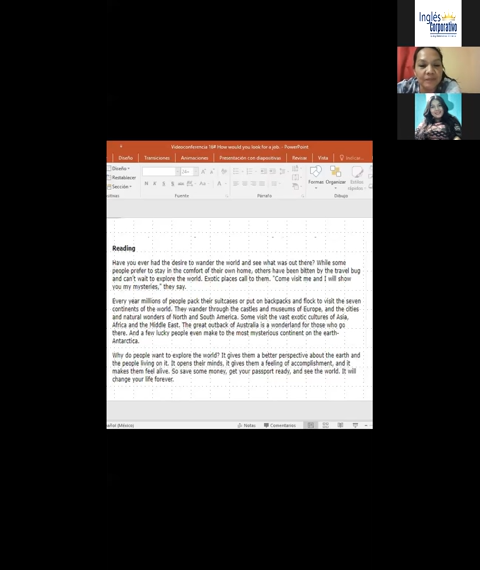 Inglés
Corporativo
Videoconferencia 16# How would you look for a job. - PowerPoint
Diseño Transiciones Animaciones Presentación con diapositivas Revisar Vista
Diseño
Restablecer
Sección
Formas Organizar Estilos
Fuente Párrafo Dibujo
Reading
Have you ever had the desire to wander the world and see what was out there? While some
people prefer to stay in the comfort of their own home, others have been bitten by the travel bug
and can't wait to explore the world. Exotic places call to them. "Come visit me and I will show
you my mysteries," they say.
Every year millions of people pack their suitcases or put on backpacks and flock to visit the seven
continents of the world. They wander through the castles and museums of Europe, and the cities
and natural wonders of North and South America. Some visit the vast exotic cultures of Asia,
Africa and the Middle East. The great outback of Australia is a wonderland for those who go
there. And a few lucky people even make to the most mysterious continent on the earth-
Antarctica.
Why do people want to explore the world? It gives them a better perspective about the earth and
the people living on it. It opens their minds, it gives them a feeling of accomplishment, and it
makes them feel alive. So save some money, get your passport ready, and see the world. It will
change your life forever.
(México) Notas Comentarios